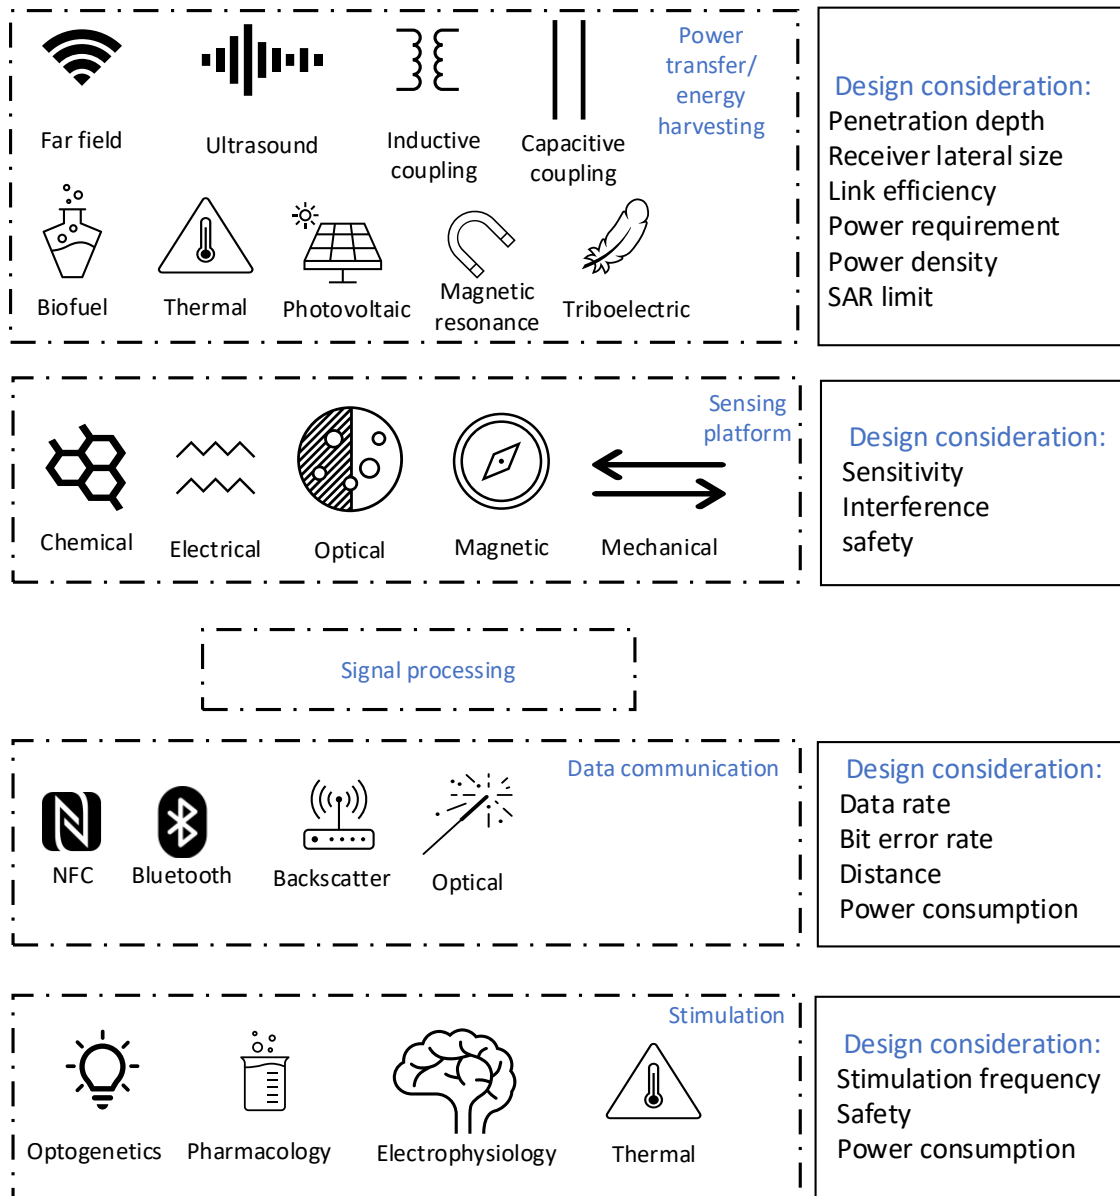 Power
transfer/
energy
harvesting
Far field
Ultrasound
Inductive
coupling
Capacitive
coupling
Biofuel
Thermal
Photovoltaic
Magnetic
resonance
Triboelectric
Design consideration:
Penetration depth
Receiver lateral size
Link efficiency
Power requirement
Power density
SAR limit
Sensing
platform
Chemical
Electrical
Optical
Magnetic
Mechanical
Design consideration:
Sensitivity
Interference
safety
Signal processing
Data communication
NFC
Bluetooth
Backscatter
Optical
Design consideration:
Data rate
Bit error rate
Distance
Power consumption
Stimulation
Optogenetics
Pharmacology
Electrophysiology
Thermal
Design consideration:
Stimulation frequency
Safety
Power consumption